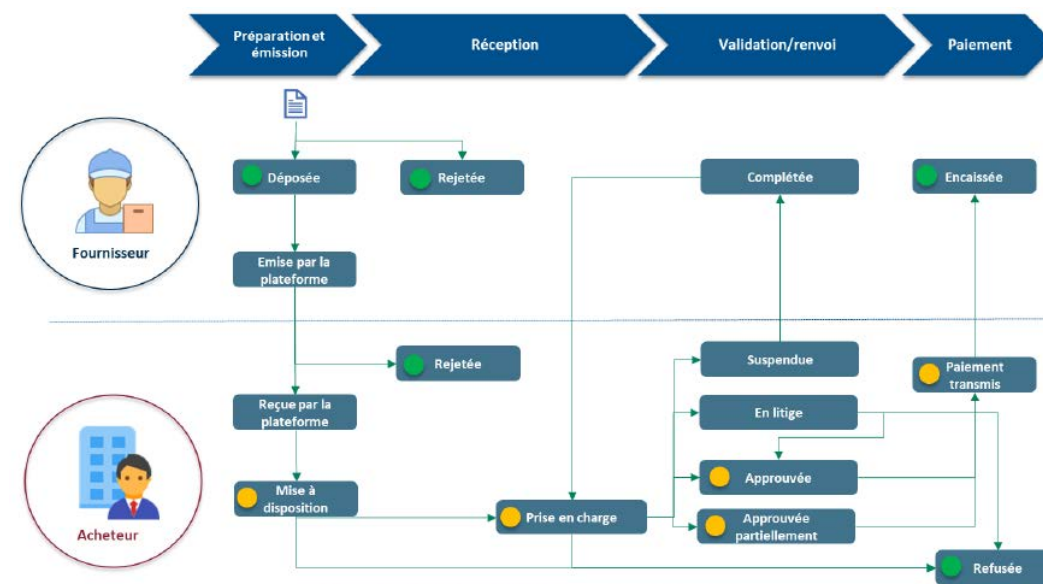 Préparation et
émission
Réception
Validation/renvoi
Paiement
Déposée
Rejetée
Complétée
Encaissée
Fournisseur
Emise par la
plateforme
Rejetée
Suspendue
Paiement
transmis
Reçue par la
plateforme
En litige
Mise à
disposition
Approuvée
Prise en charge
Approuvée
partiellement
Acheteur
Refusée